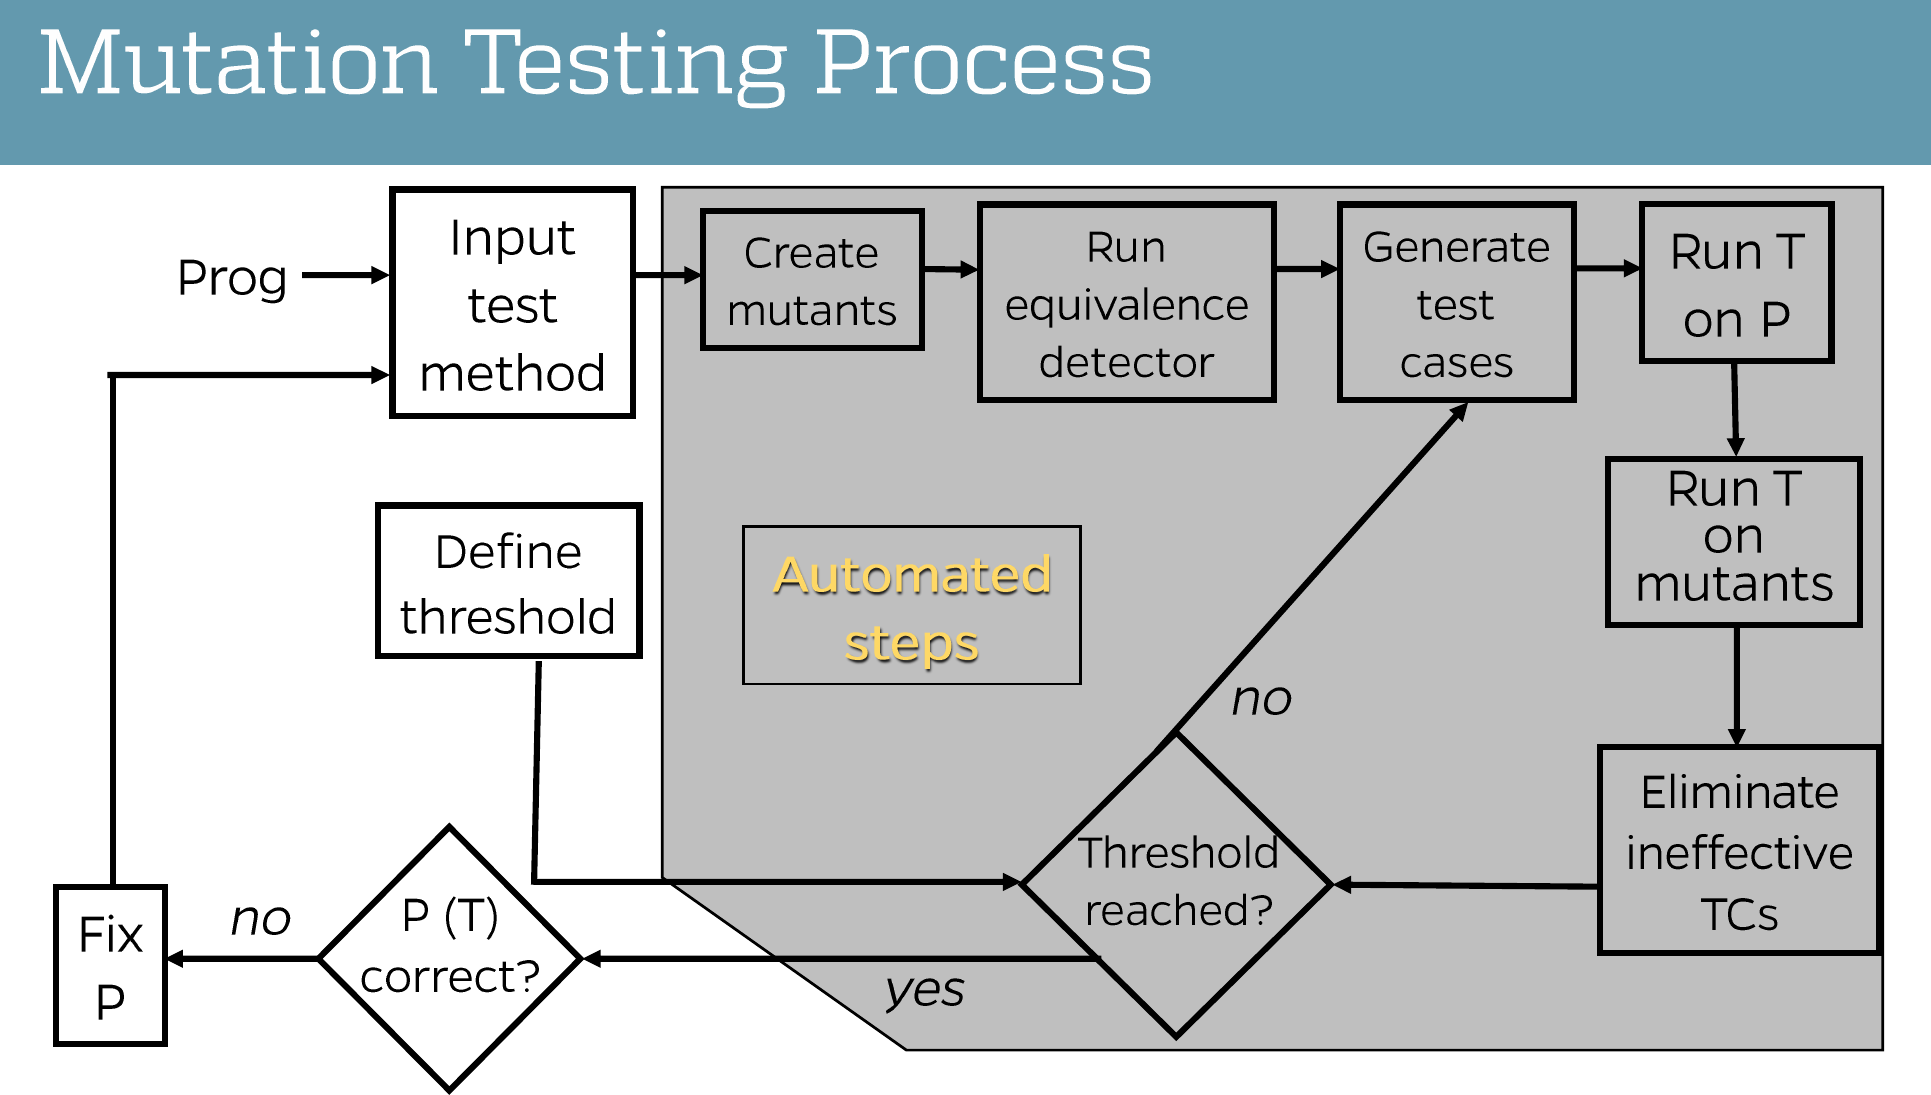 Mutation Testing Process
Prog
Input
test
method
Create
mutants
Run
equivalence
detector
Generate
test
cases
Run T
on P
Run T
on
mutants
Define
threshold
Automated
steps
no
Eliminate
ineffective
TCs
Threshold
reached?
yes
P (T)
correct?
no
Fix
P